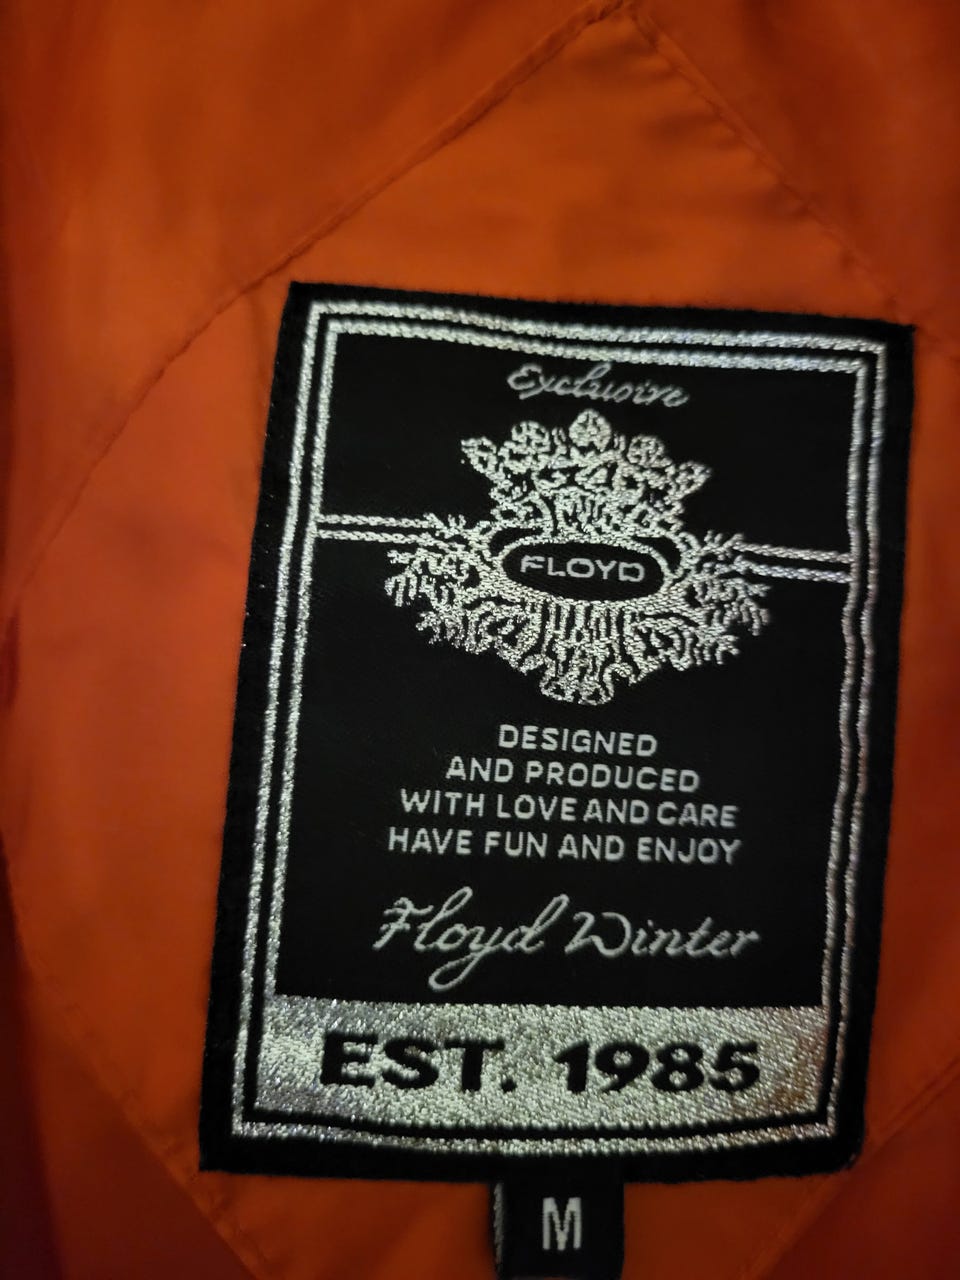 Exclusive
FLOYD
DESIGNED
AND PRODUCED
WITH LOVE AND CARE
HAVE FUN AND ENJOY
Floyd Winter
EST. 1985
M